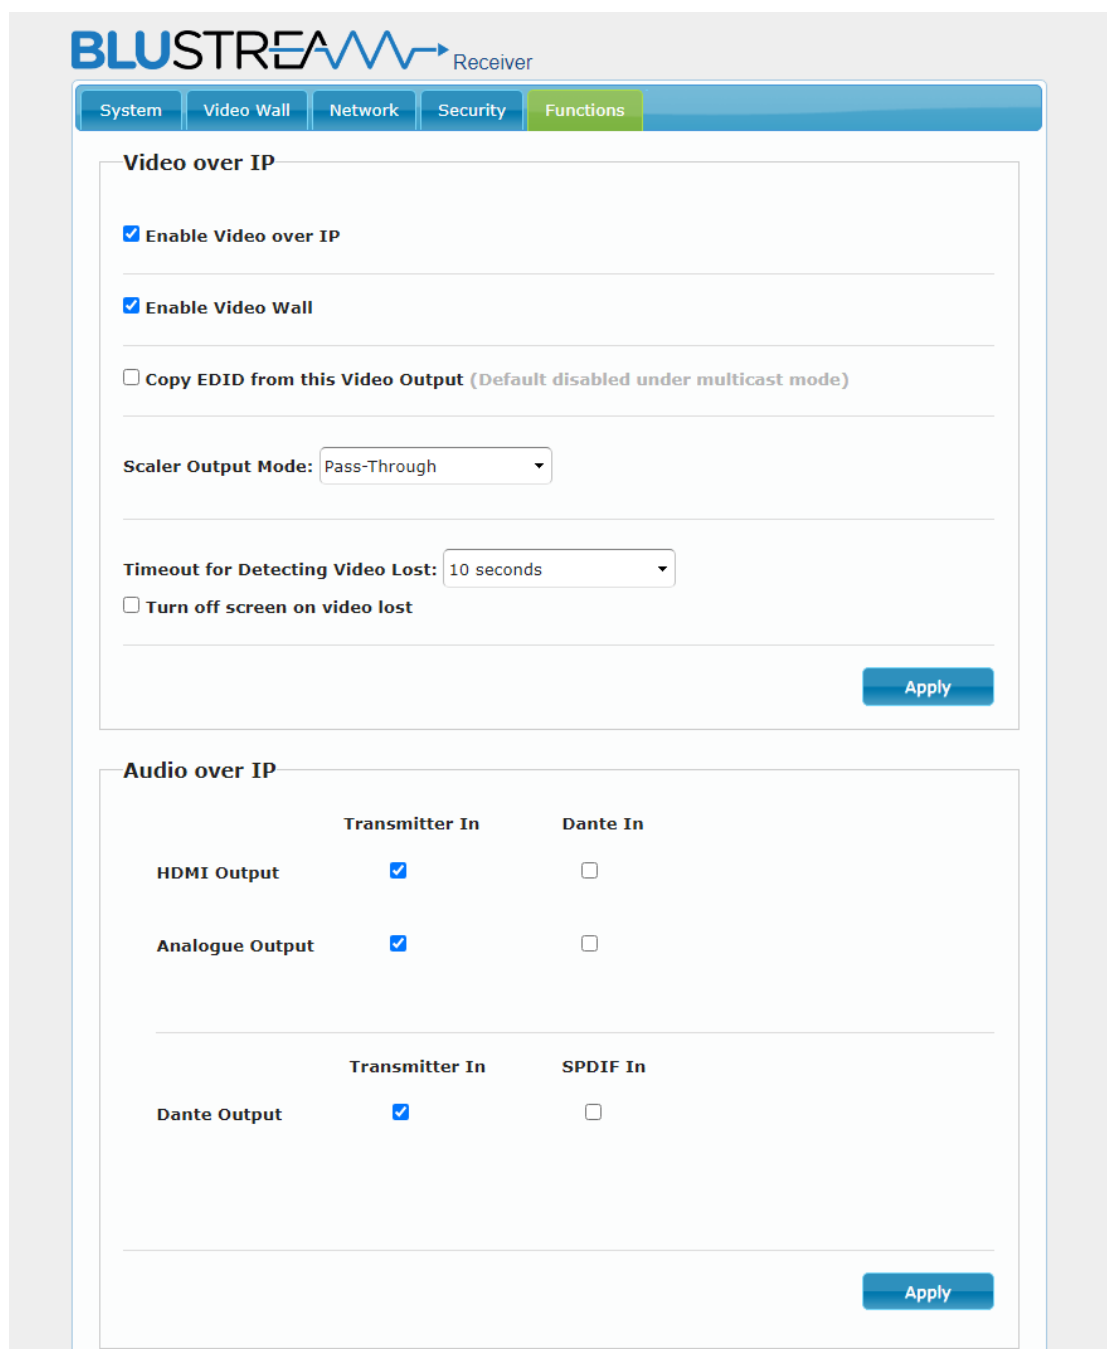 BLUSTREAM Receiver
System Video Wall Network Security Functions
Video over IP
Enable Video over IP
Enable Video Wall
Copy EDID from this Video Output (Default disabled under multicast mode)
Scaler Output Mode: Pass-Through
Timeout for Detecting Video Lost: 10 seconds
Turn off screen on video lost
Apply
Audio over IP
Transmitter In Dante In
HDMI Output
Analogue Output
Transmitter In SPDIF In
Dante Output
Apply